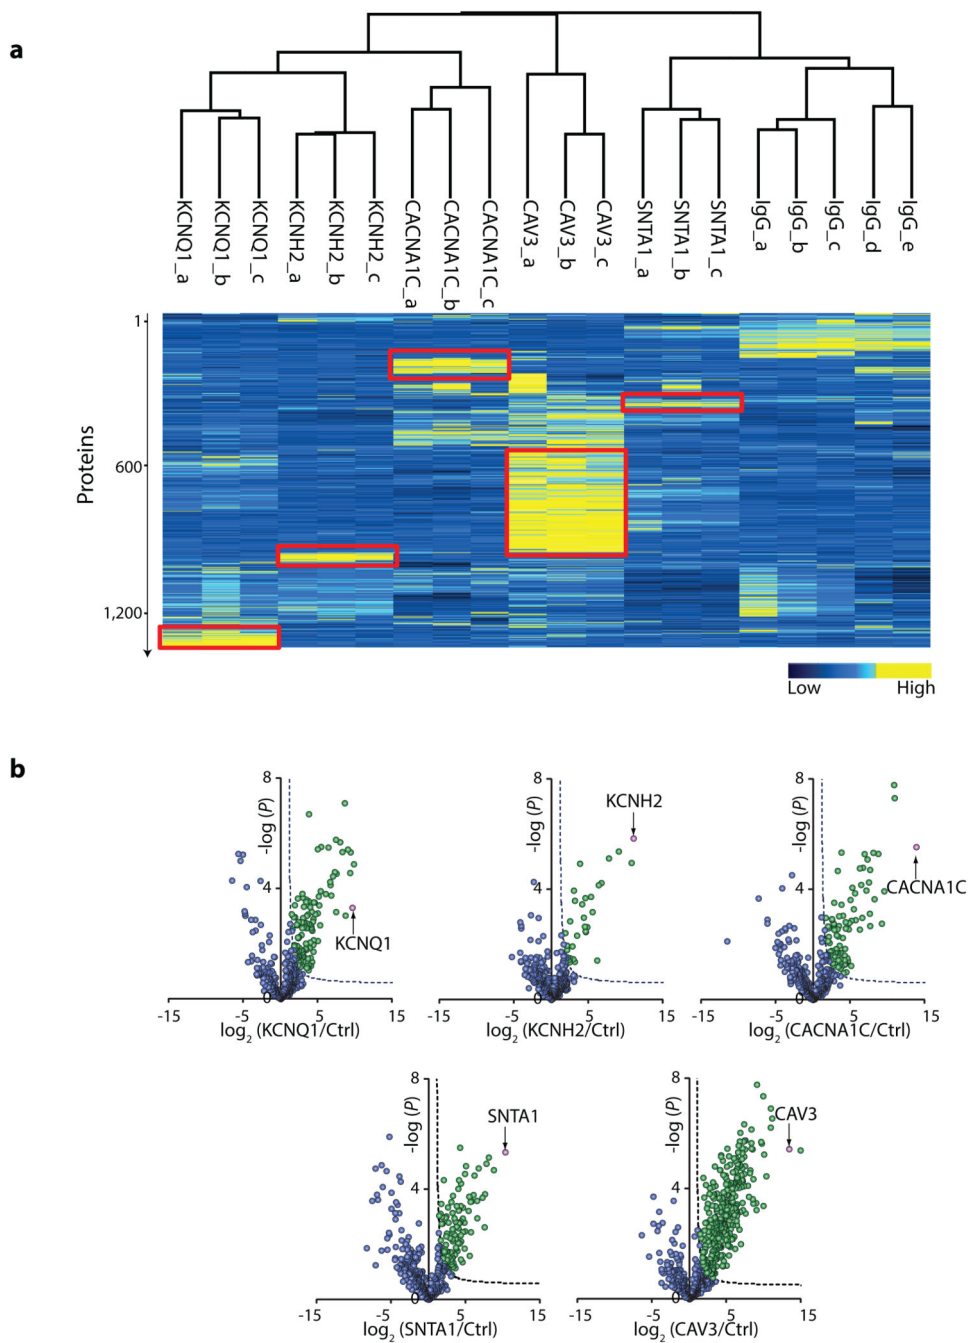 a
KCNQ1_a
KCNQ1_b
KCNQ1_c
KCNH2_a
KCNH2_b
KCNH2_c
CACNA1C_a
CACNA1C_b
CACNA1C_c
CAV3_a
CAV3_b
CAV3_c
SNTA1_a
SNTA1_b
SNTA1_c
IgG_a
IgG_b
IgG_c
IgG_d
IgG_e
Proteins
1
600
1,200
Low High
b
8
-log (P)
4
KCNQ1
0
-15 -5 5 15
log2 (KCNQ1/Ctrl)
8
-log (P)
KCNH2
4
0
-15 -5 5 15
log2 (KCNH2/Ctrl)
8
-log (P)
4
CACNA1C
0
-15 -5 5 15
log2 (CACNA1C/Ctrl)
8
-log (P)
SNTA1
4
0
-15 -5 5 15
log2 (SNTA1/Ctrl)
8
-log (P)
CAV3
4
0
-15 -5 5 15
log2 (CAV3/Ctrl)